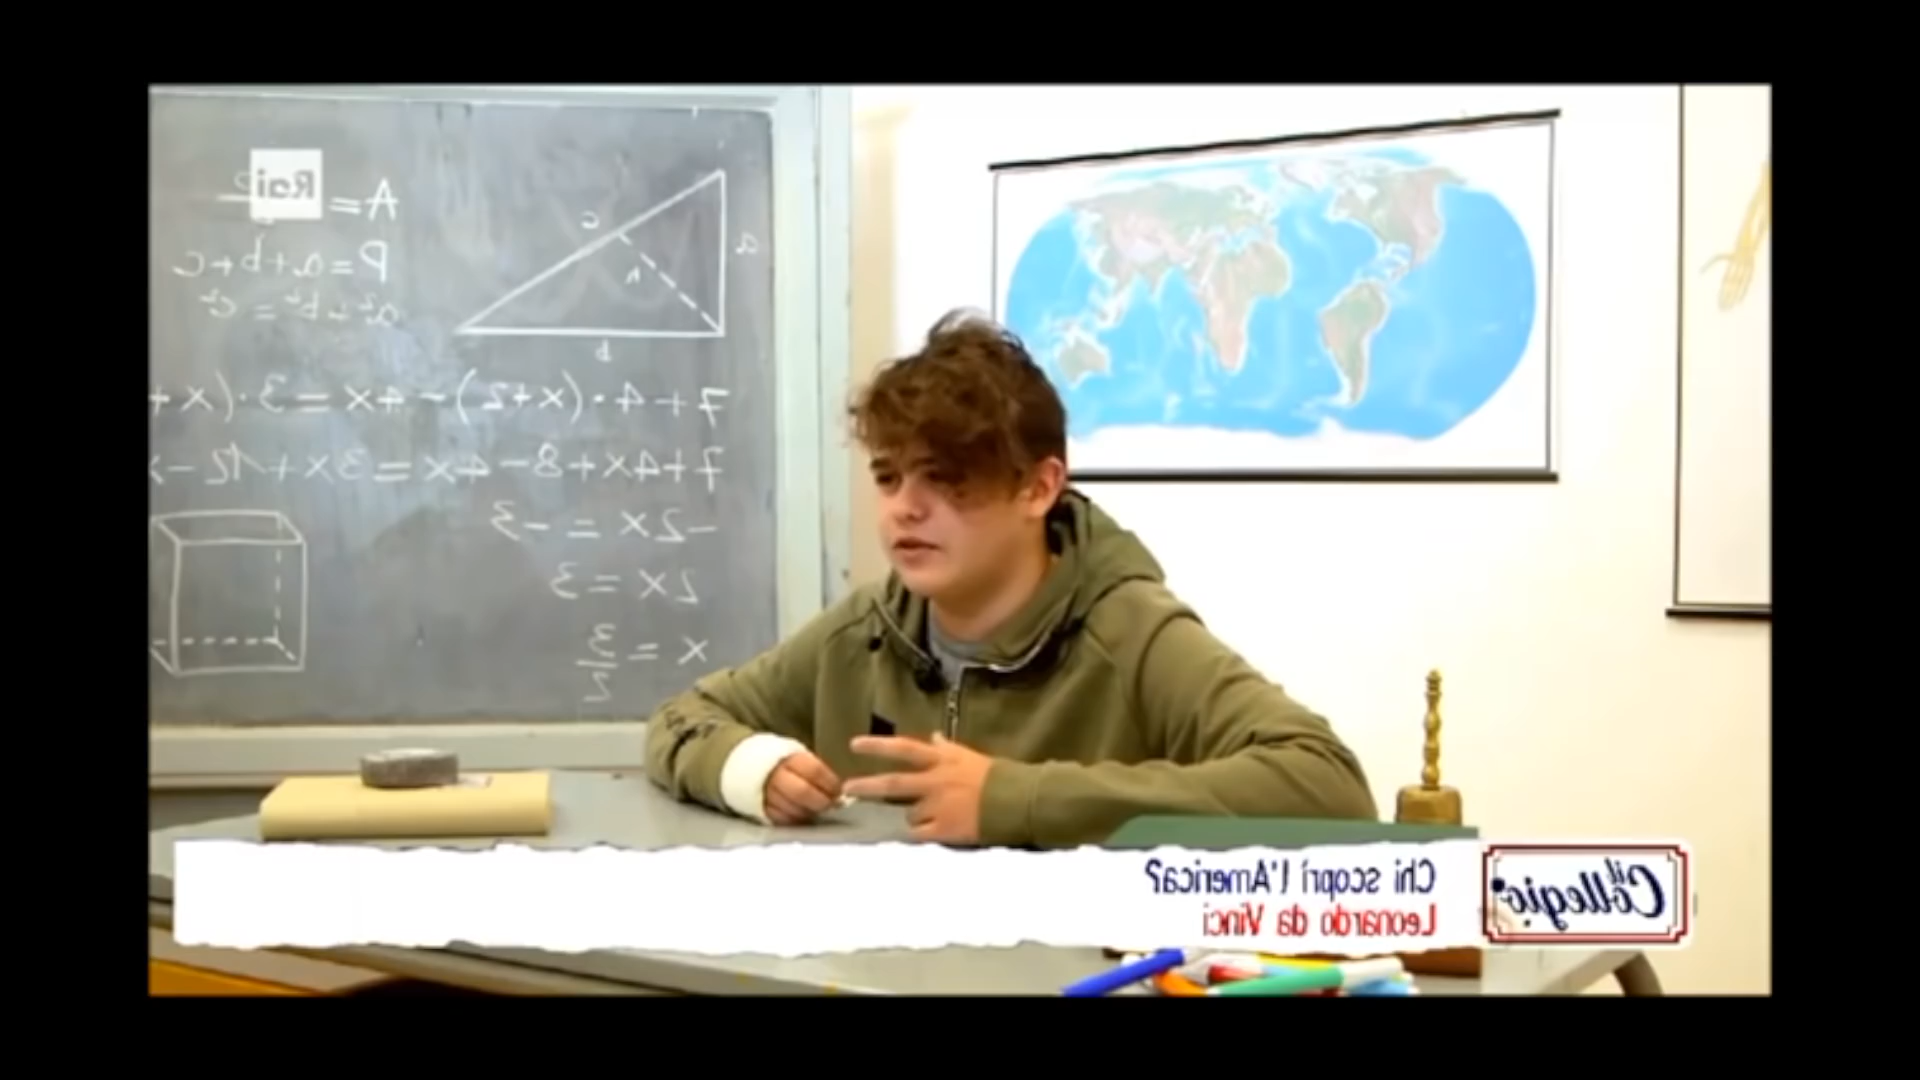 Rai
A =
P = a + b + c
a² + b² = c²
c
a
h
b
7 + 4 · (x+2) - 4x = 3 · (x +
7 + 4x + 8 - 4x = 3x + 12 -
-2x = -3
2x = 3
x = 3/2
il Collegio
Chi scoprì l'America?
Leonardo da Vinci